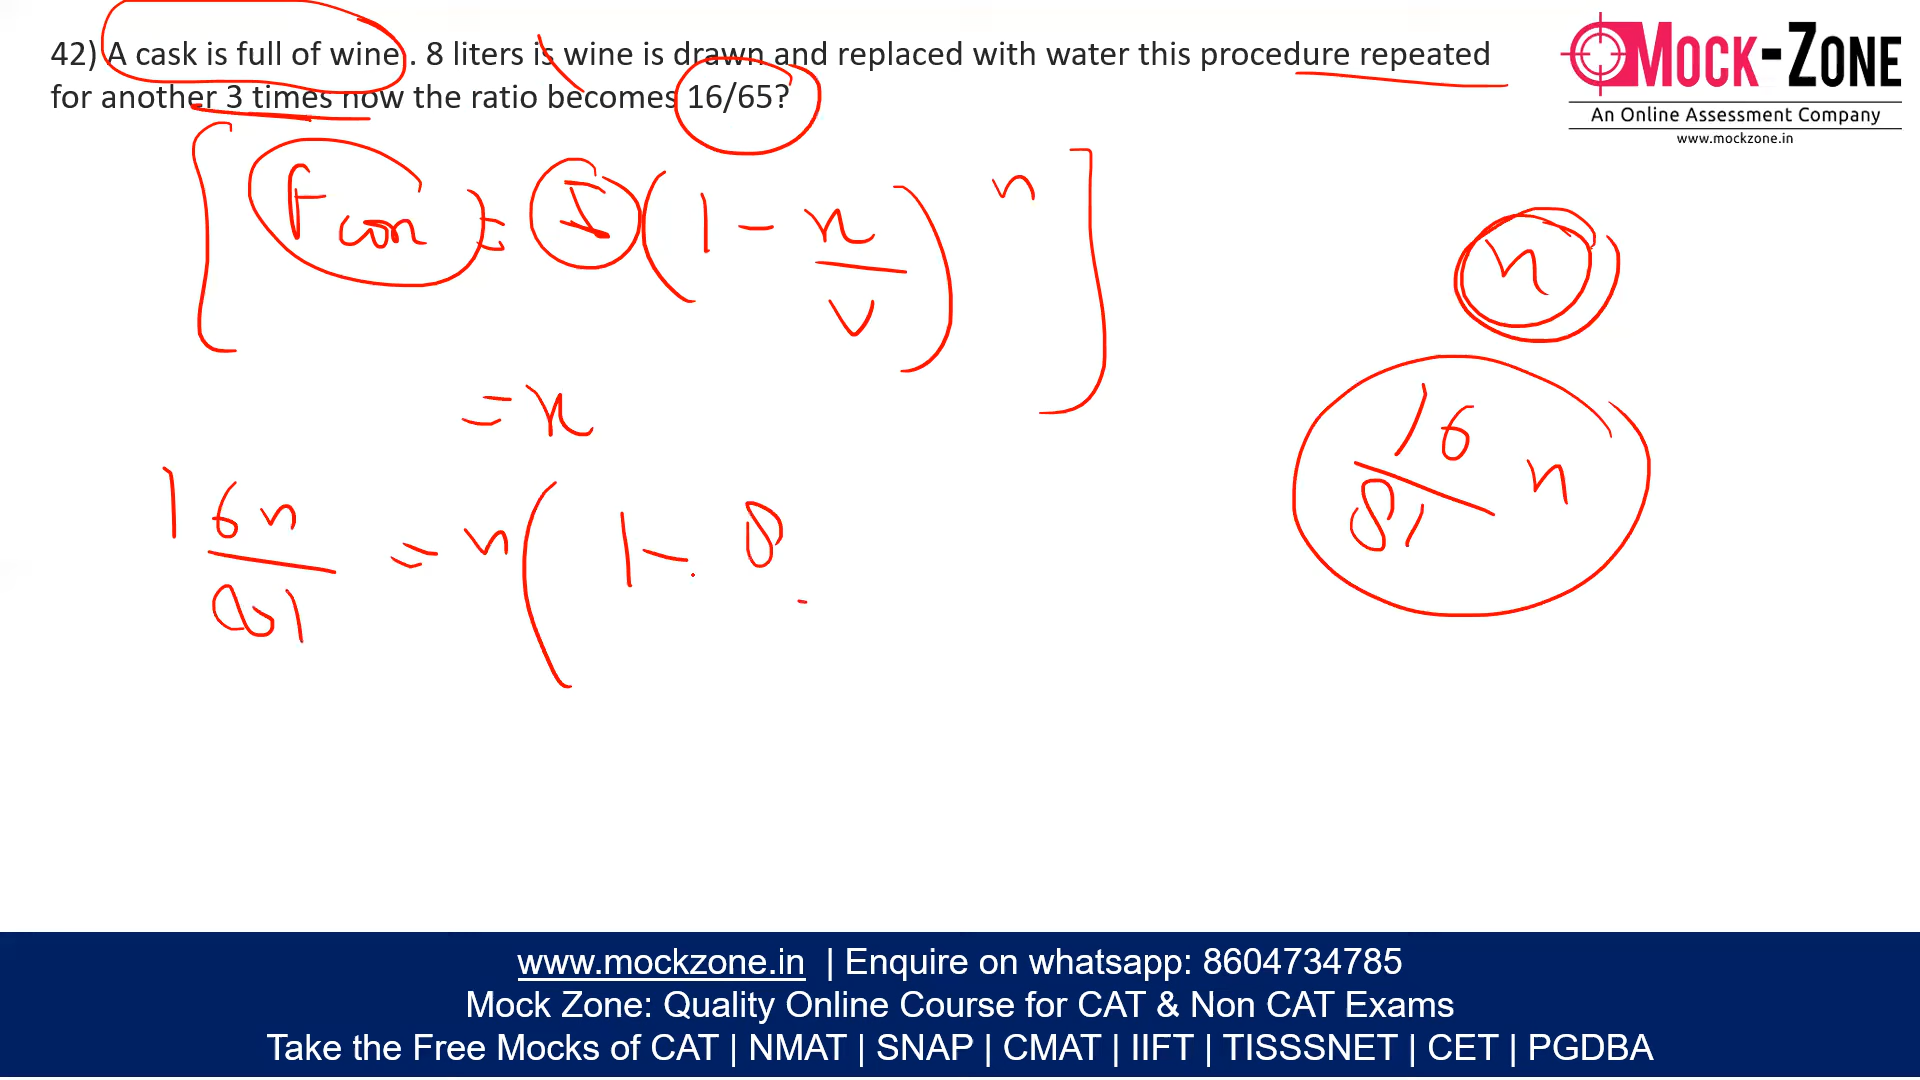 42) A cask is full of wine . 8 liters is wine is drawn and replaced with water this procedure repeated
for another 3 times now the ratio becomes 16/65?
MOCK-ZONE
An Online Assessment Company
www.mockzone.in
F con = I ( 1 - x / v ) n
n
= x
16 / 81 n
16n / 81 = n ( 1 - 8
www.mockzone.in | Enquire on whatsapp: 8604734785
Mock Zone: Quality Online Course for CAT & Non CAT Exams
Take the Free Mocks of CAT | NMAT | SNAP | CMAT | IIFT | TISSSNET | CET | PGDBA